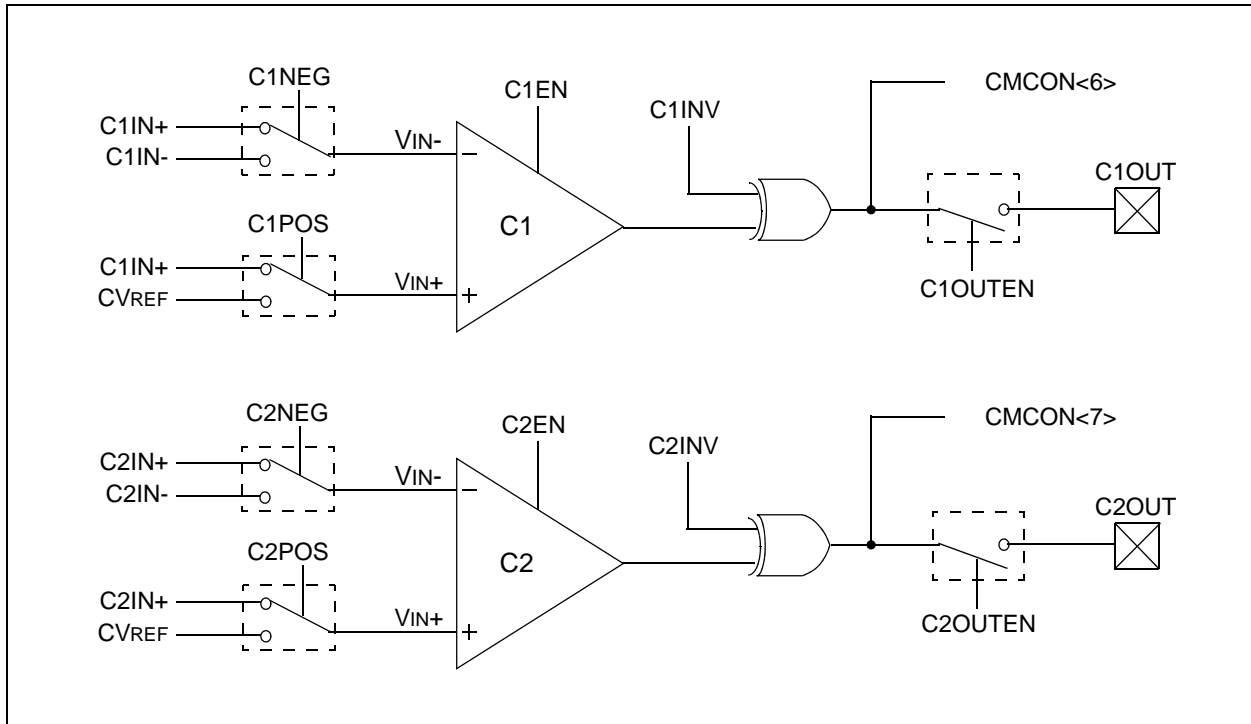 C1NEG
C1EN
C1INV
CMCON<6>
C1IN+
C1IN-
VIN-
C1OUT
C1POS
C1
C1IN+
CVREF
VIN+
C1OUTEN
C2NEG
C2EN
C2INV
CMCON<7>
C2IN+
C2IN-
VIN-
C2OUT
C2POS
C2
C2IN+
CVREF
VIN+
C2OUTEN